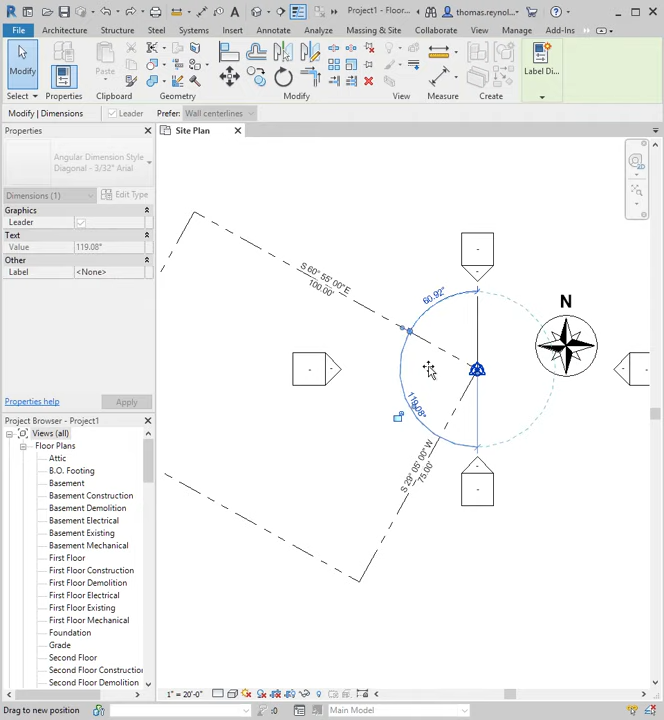 Project1 - Floor...
thomas.reynol...
File
Architecture
Structure
Steel
Systems
Insert
Annotate
Analyze
Massing & Site
Collaborate
View
Manage
Add-Ins
Modify
Paste
Label Di...
Select
Properties
Clipboard
Geometry
Modify
View
Measure
Create
Modify | Dimensions
Leader
Prefer:
Wall centerlines
Properties
Site Plan
Angular Dimension Style
Diagonal - 3/32" Arial
Dimensions (1)
Edit Type
Graphics
Leader
Text
Value
119.08°
Other
Label
<None>
Properties help
Apply
Project Browser - Project1
Views (all)
Floor Plans
Attic
B.O. Footing
Basement
Basement Construction
Basement Demolition
Basement Electrical
Basement Existing
Basement Mechanical
First Floor
First Floor Construction
First Floor Demolition
First Floor Electrical
First Floor Existing
First Floor Mechanical
Foundation
Grade
Second Floor
Second Floor Constructio
Second Floor Demolition
S 60° 55' 00"E
100.00'
60.92°
119.08°
S 29° 05' 00" W
75.00'
N
2D
1" = 20'-0"
Drag to new position
:0
Main Model